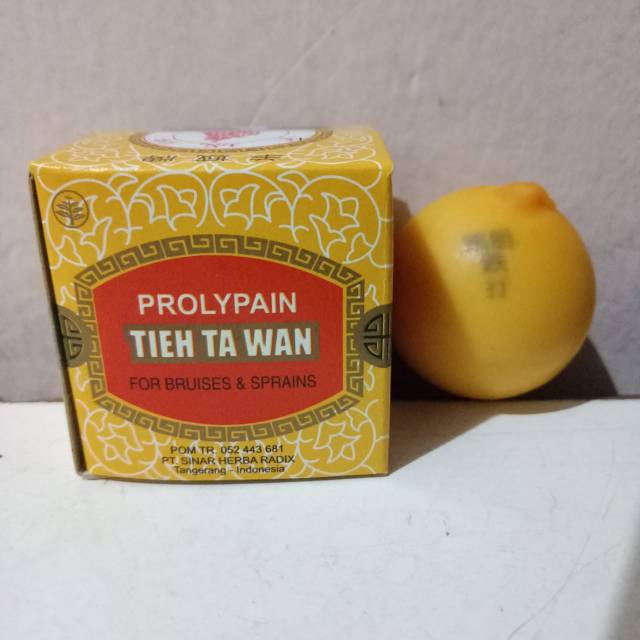 PROLYPAIN
TIEH TA WAN
FOR BRUISES & SPRAINS
POM TR. 052 443 681
PT. SINAR HERBA RADIX
Tangerang - Indonesia